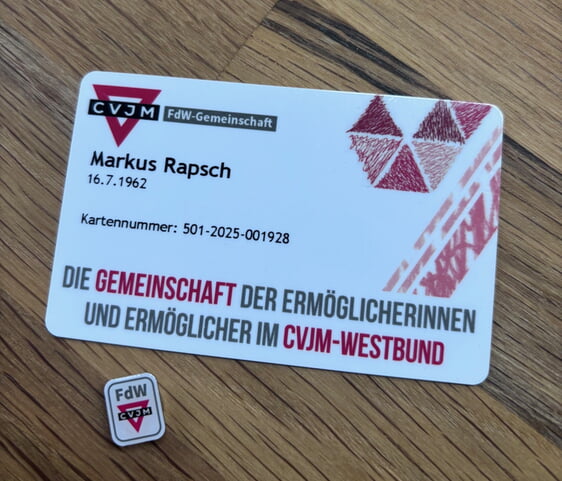 CVJM FdW-Gemeinschaft
Markus Rapsch
16.7.1962
Kartennummer: 501-2025-001928
DIE GEMEINSCHAFT DER ERMÖGLICHERINNEN
UND ERMÖGLICHER IM CVJM-WESTBUND
FdW
CVJM